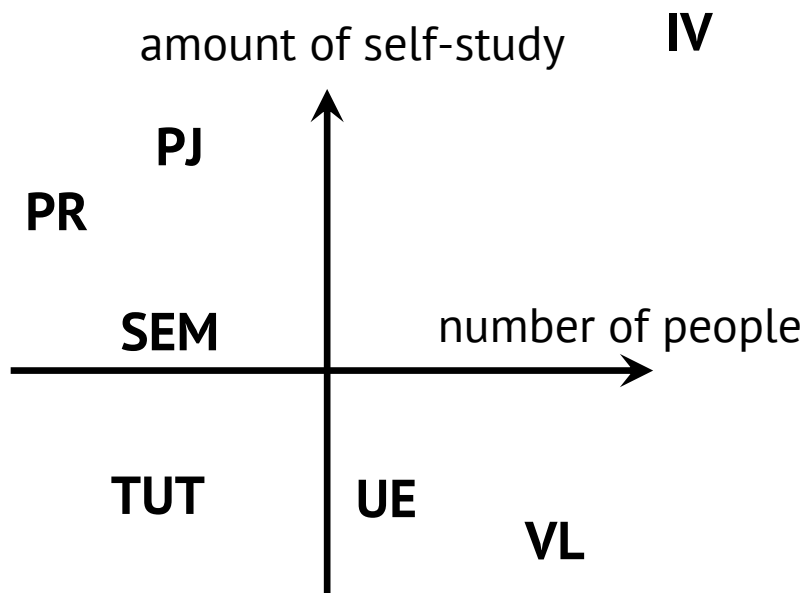 IV
amount of self-study
PJ
PR
SEM
number of people
TUT
UE
VL